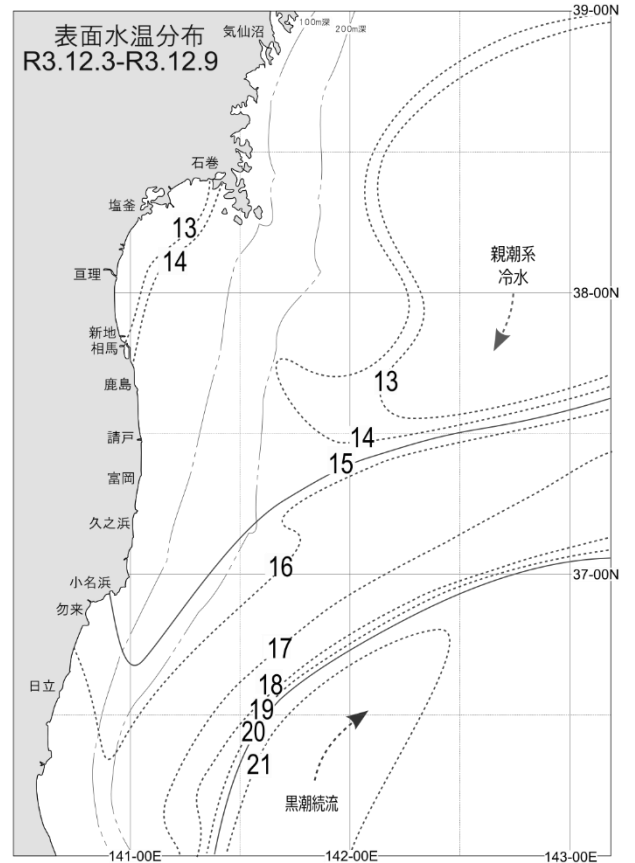 表面水温分布
R3.12.3-R3.12.9
気仙沼
100m深
200m深
39-00N
石巻
塩釜
13
14
亘理
親潮系
冷水
38-00N
新地
相馬
鹿島
13
請戸
14
15
富岡
久之浜
16
37-00N
小名浜
勿来
17
日立
18
19
20
21
黒潮続流
141-00E
142-00E
143-00E